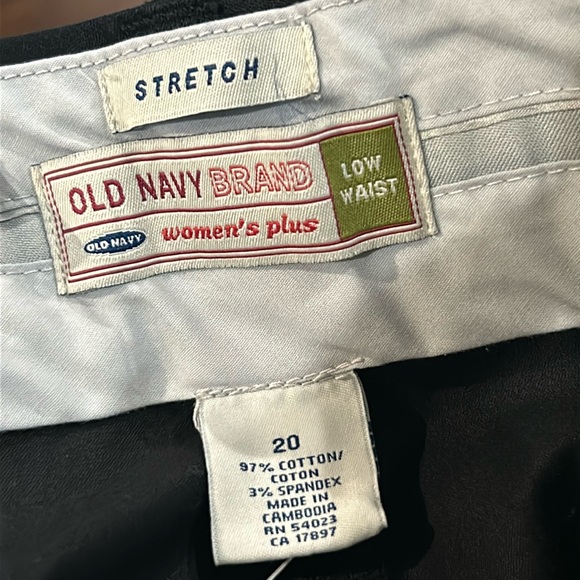 STRETCH
OLD NAVY BRAND
LOW
WAIST
OLD NAVY
women's plus
20
97% COTTON/
COTON
3% SPANDEX
MADE IN
CAMBODIA
RN 54023
CA 17897